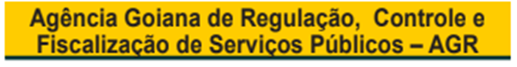 Agência Goiana de Regulação, Controle e
Fiscalização de Serviços Públicos – AGR